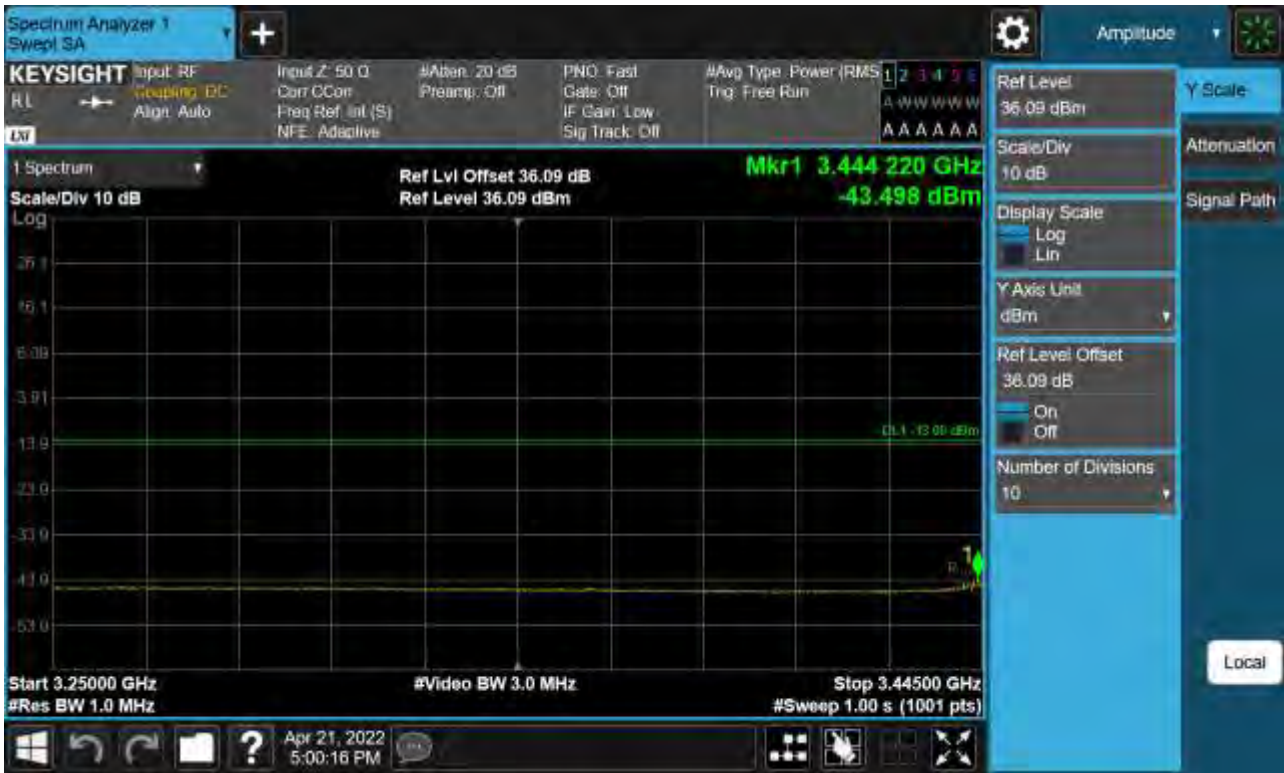 Spectrum Analyzer 1
Swept SA
+
Amplitude
KEYSIGHT
RL
LXI
Input: RF
Coupling: DC
Align: Auto
Input Z: 50 Ω
Corr CCorr
Freq Ref: Int (S)
NFE: Adaptive
#Atten: 20 dB
Preamp: Off
PNO: Fast
Gate: Off
IF Gain: Low
Sig Track: Off
#Avg Type: Power (RMS
Trig: Free Run
1 2 3 4 5 6
A W W W W W
A A A A A A
1 Spectrum
Scale/Div 10 dB
Log
Ref Lvl Offset 36.09 dB
Ref Level 36.09 dBm
Mkr1 3.444 220 GHz
-43.498 dBm
26.1
16.1
6.09
-3.91
-13.9
-23.9
-33.9
-43.9
-53.9
DL1 -13.00 dBm
1
Start 3.25000 GHz
#Res BW 1.0 MHz
#Video BW 3.0 MHz
Stop 3.44500 GHz
#Sweep 1.00 s (1001 pts)
Ref Level
36.09 dBm
Scale/Div
10 dB
Display Scale
Log
Lin
Y Axis Unit
dBm
Ref Level Offset
36.09 dB
On
Off
Number of Divisions
10
Y Scale
Attenuation
Signal Path
Local
?
Apr 21, 2022
5:00:16 PM